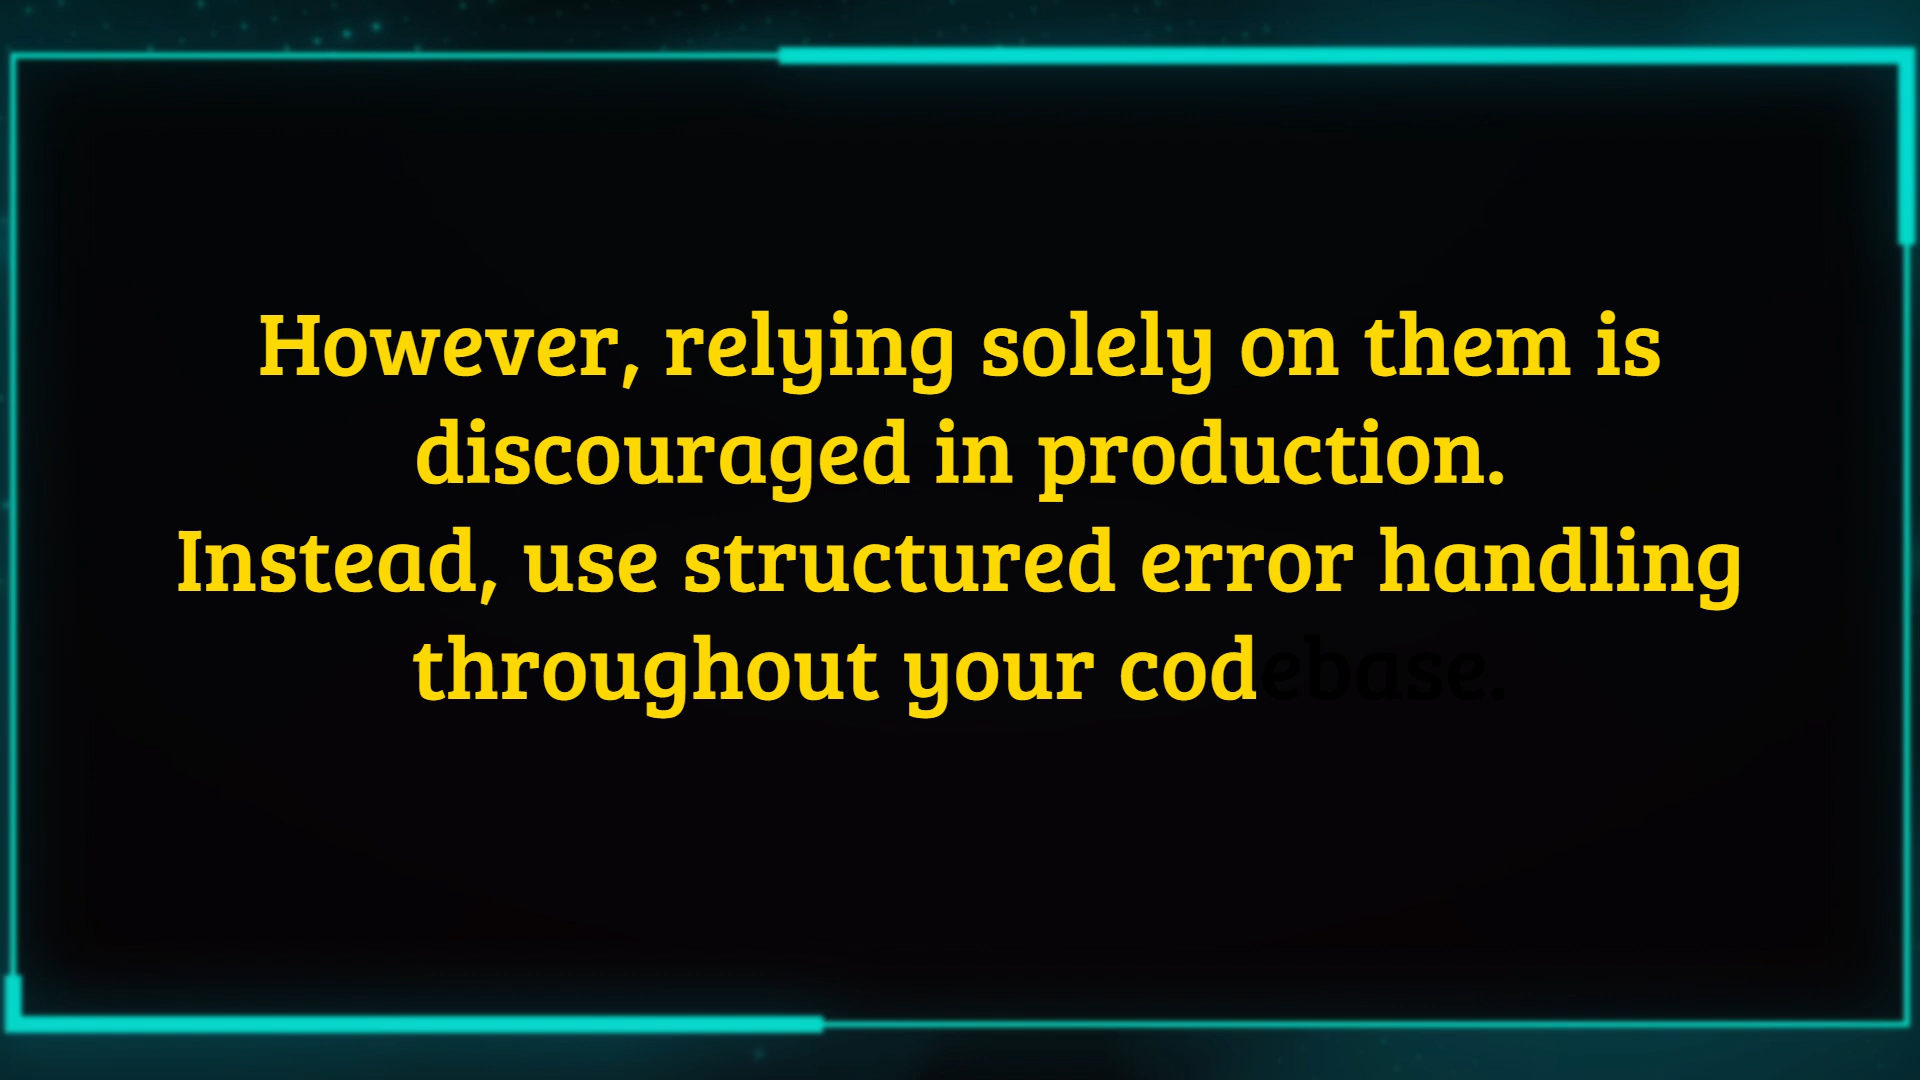 However, relying solely on them is
discouraged in production.
Instead, use structured error handling
throughout your codebase.